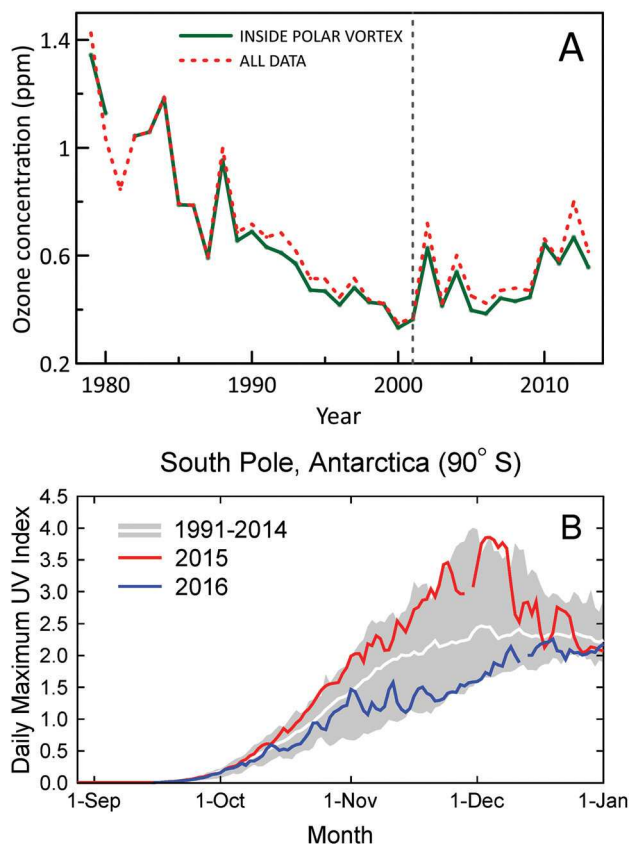 1.4
1
0.6
0.2
Ozone concentration (ppm)
INSIDE POLAR VORTEX
ALL DATA
A
1980 1990 2000 2010
Year
South Pole, Antarctica (90° S)
4.5
4.0
3.5
3.0
2.5
2.0
1.5
1.0
0.5
0.0
Daily Maximum UV Index
1991-2014
2015
2016
B
1-Sep 1-Oct 1-Nov 1-Dec 1-Jan
Month